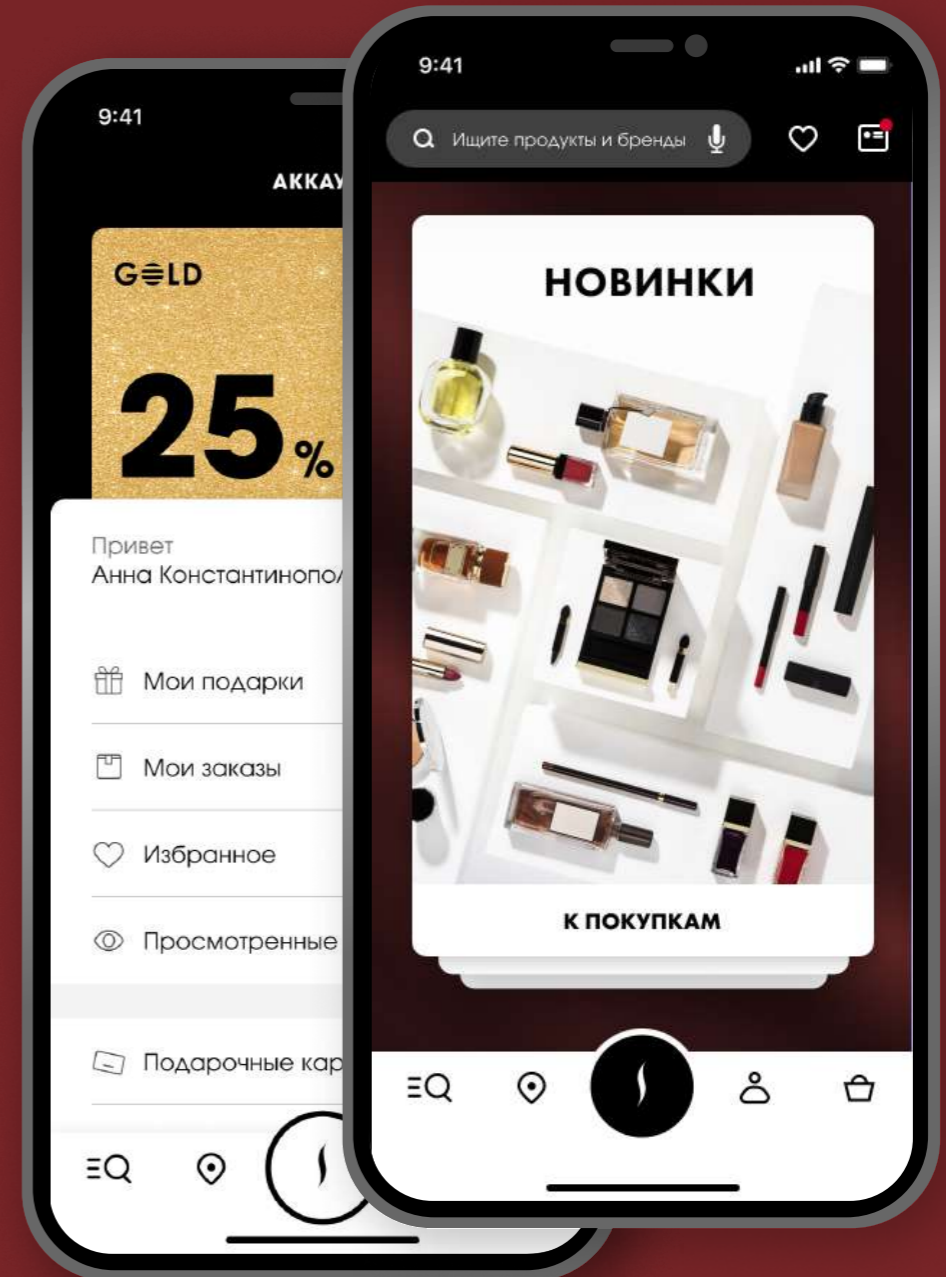 9:41
АККАУ
GOLD
25%
Привет
Анна Константинопо
Мои подарки
Мои заказы
Избранное
Просмотренные
Подарочные кар
9:41
Ищите продукты и бренды
НОВИНКИ
К ПОКУПКАМ